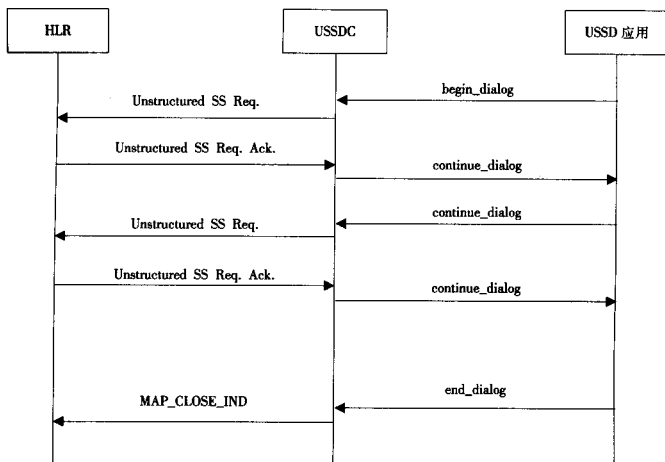 HLR
USSDC
USSD 应用
begin_dialog
Unstructured SS Req.
Unstructured SS Req. Ack.
continue_dialog
continue_dialog
Unstructured SS Req.
Unstructured SS Req. Ack.
continue_dialog
end_dialog
MAP_CLOSE_IND